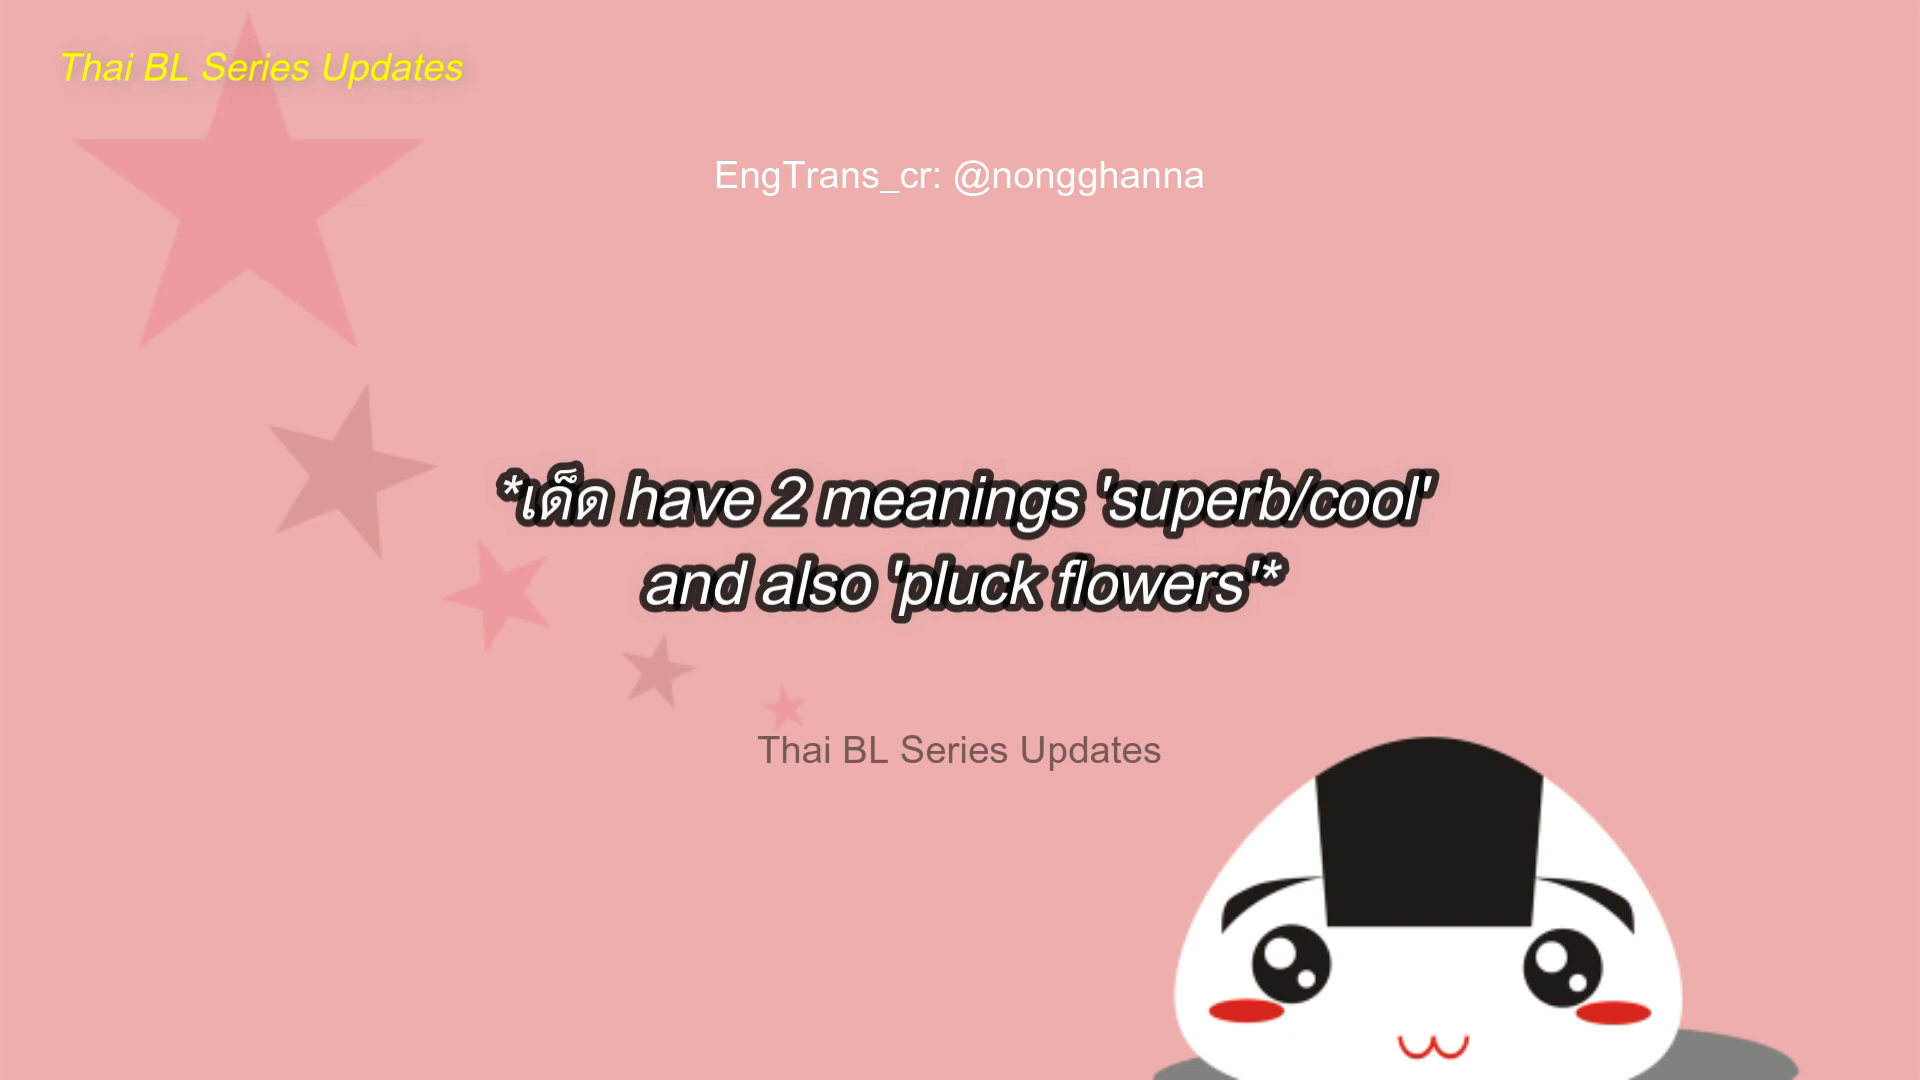 Thai BL Series Updates
EngTrans_cr: @nongghanna
*เด็ด have 2 meanings 'superb/cool'
and also 'pluck flowers'*
Thai BL Series Updates